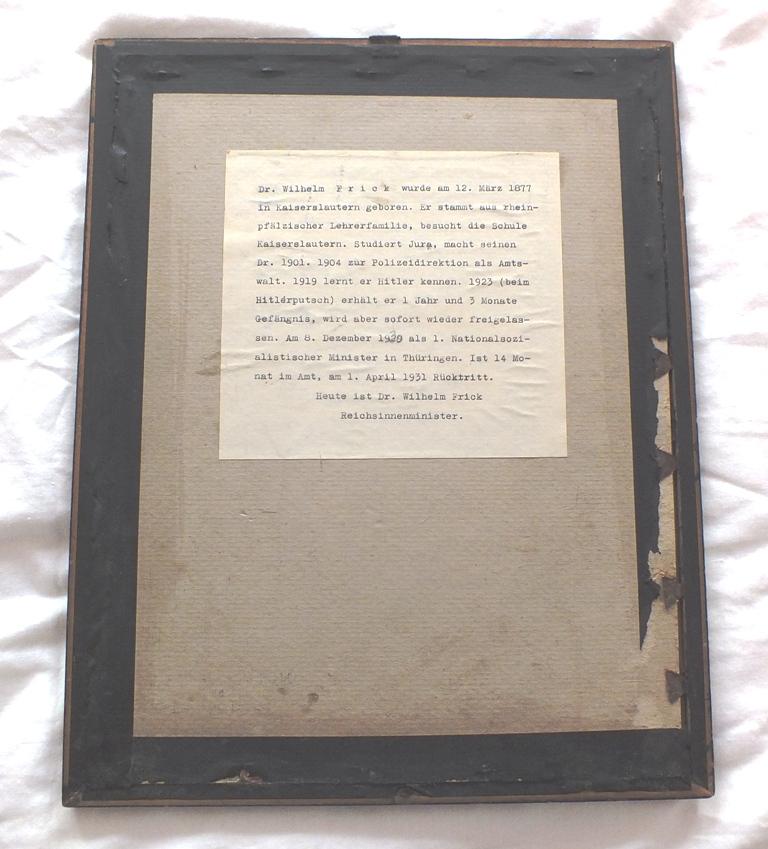 Dr. Wilhelm F r i c k wurde am 12. März 1877
in Kaiserslautern geboren. Er stammt aus rhein-
pfälzischer Lehrerfamilie, besucht die Schule
Kaiserslautern. Studiert Jura, macht seinen
Dr. 1901. 1904 zur Polizeidirektion als Amts-
walt. 1919 lernt er Hitler kennen. 1923 (beim
Hitlerputsch) erhält er 1 Jahr und 3 Monate
Gefängnis, wird aber sofort wieder freigelas-
sen. Am 8. Dezember 1929 als 1. Nationalsozi-
alistischer Minister in Thüringen. Ist 14 Mo-
nat im Amt, am 1. April 1931 Rücktritt.
Heute ist Dr. Wilhelm Frick
Reichsinnenminister.